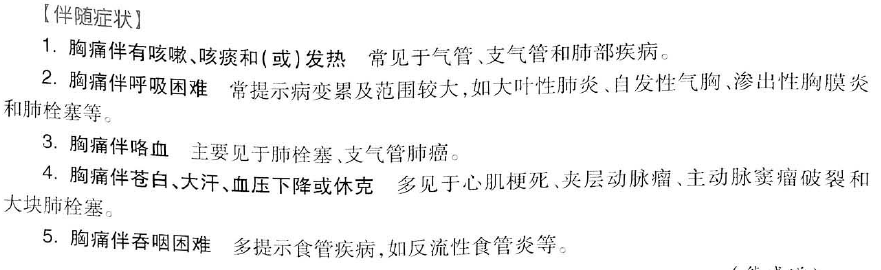 【伴随症状】
1. 胸痛伴有咳嗽、咳痰和(或)发热 常见于气管、支气管和肺部疾病。
2. 胸痛伴呼吸困难 常提示病变累及范围较大,如大叶性肺炎、自发性气胸、渗出性胸膜炎
和肺栓塞等。
3. 胸痛伴咯血 主要见于肺栓塞、支气管肺癌。
4. 胸痛伴苍白、大汗、血压下降或休克 多见于心肌梗死、夹层动脉瘤、主动脉窦瘤破裂和
大块肺栓塞。
5. 胸痛伴吞咽困难 多提示食管疾病,如反流性食管炎等。